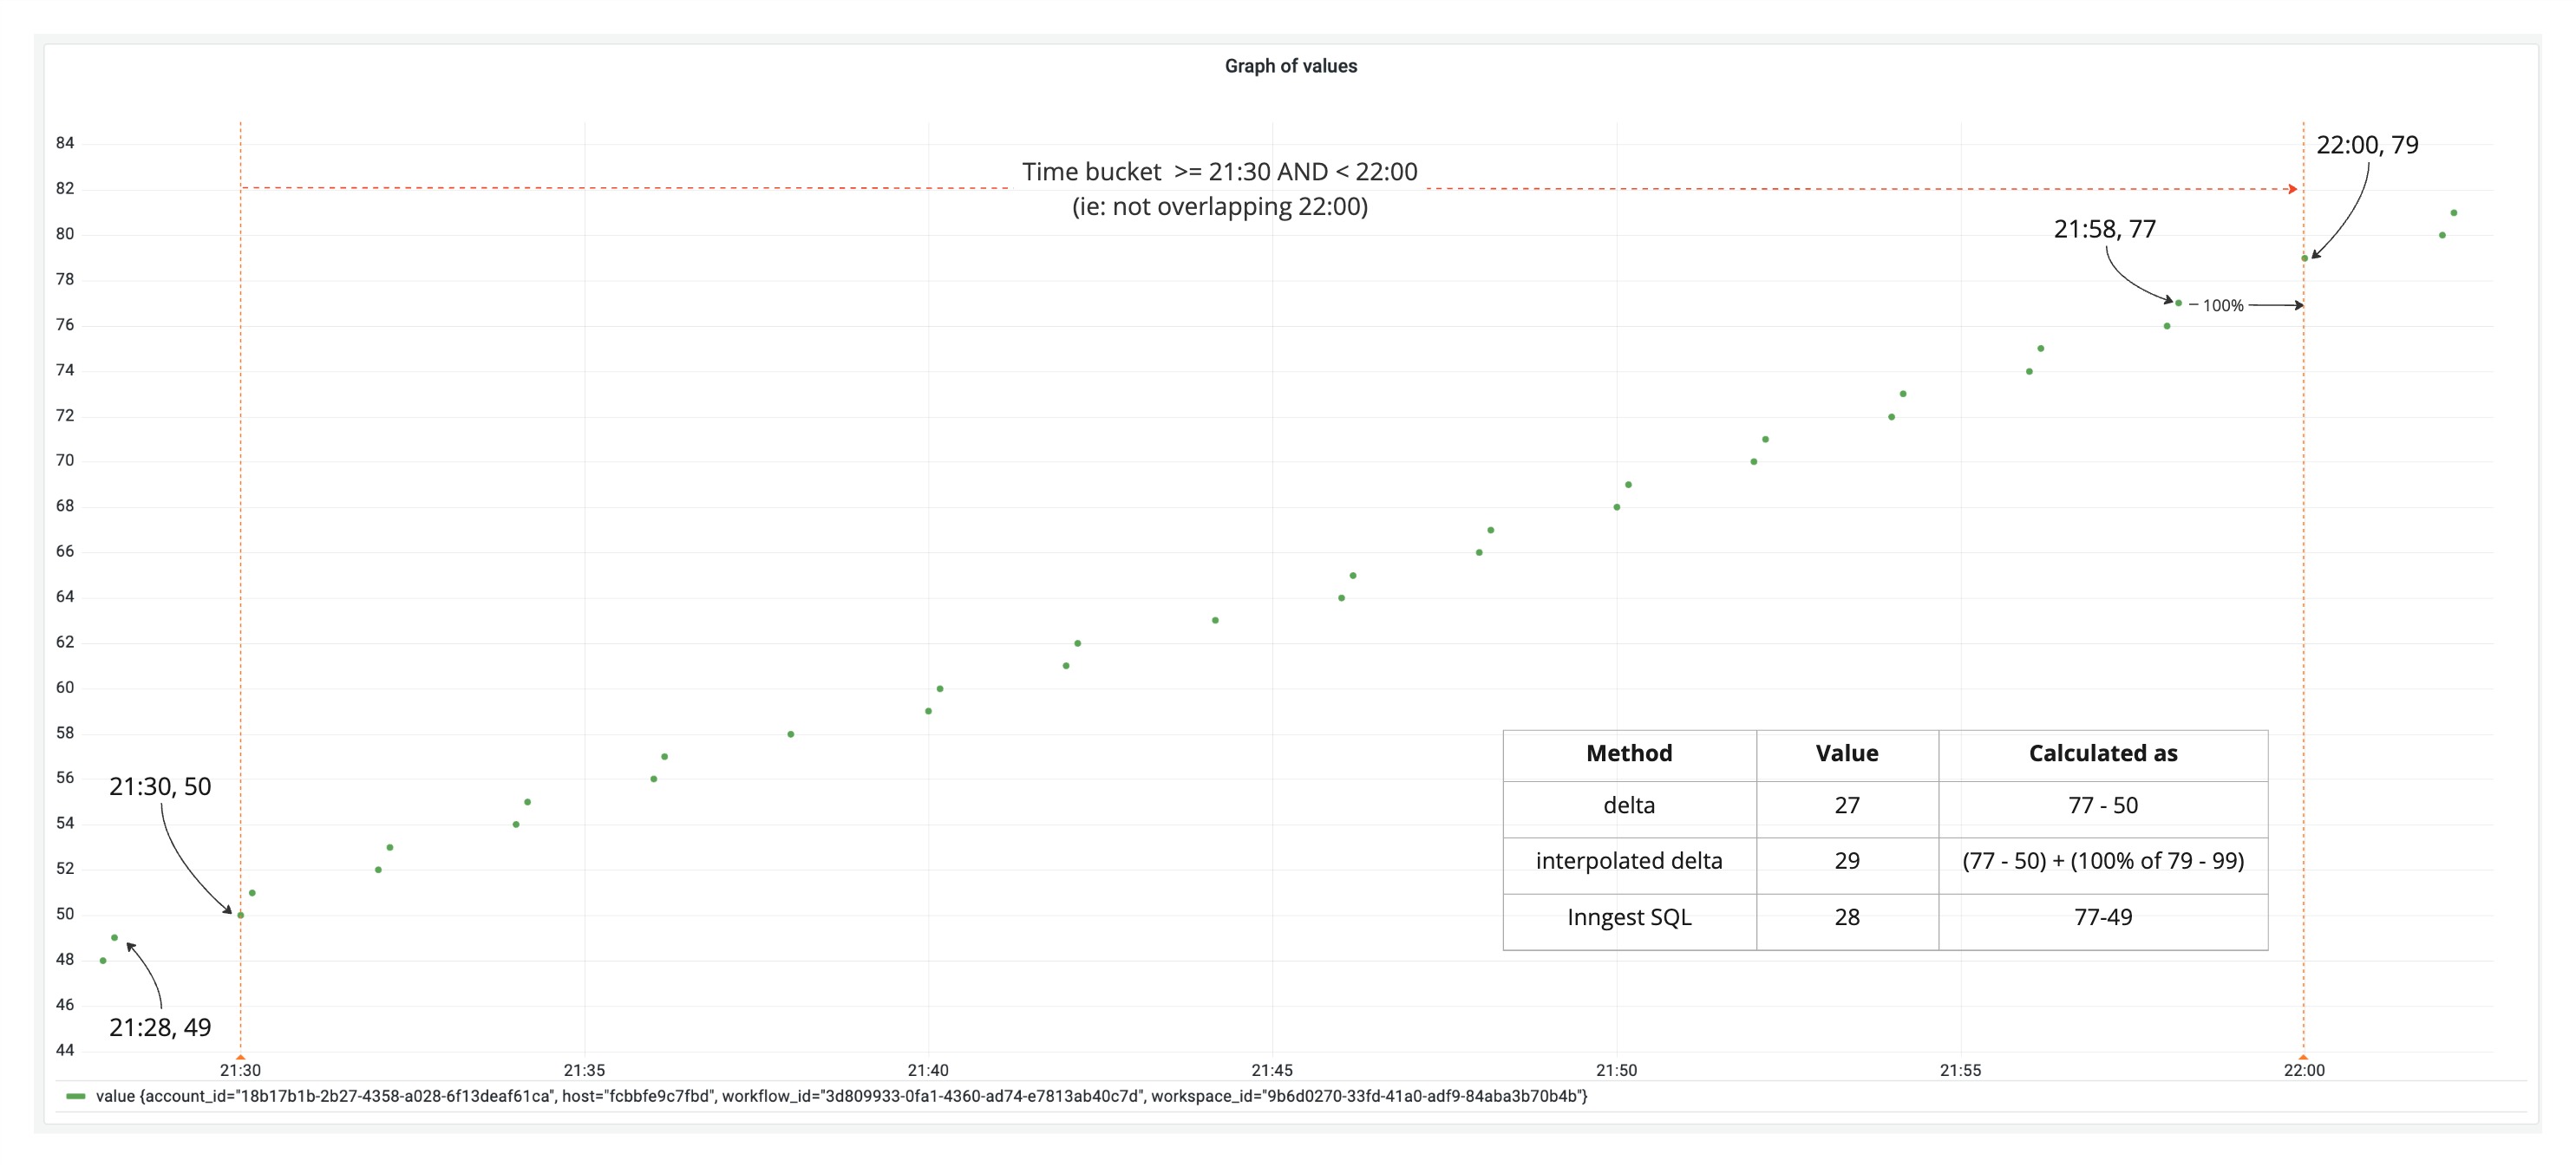 Graph of values
84
82
80
78
76
74
72
70
68
66
64
62
60
58
56
54
52
50
48
46
44
Time bucket >= 21:30 AND < 22:00
(ie: not overlapping 22:00)
22:00, 79
21:58, 77
– 100%
21:30, 50
21:28, 49
Method Value Calculated as
delta 27 77 - 50
interpolated delta 29 (77 - 50) + (100% of 79 - 99)
Inngest SQL 28 77-49
21:30 21:35 21:40 21:45 21:50 21:55 22:00
value {account_id="18b17b1b-2b27-4358-a028-6f13deaf61ca", host="fcbbfe9c7fbd", workflow_id="3d809933-0fa1-4360-ad74-e7813ab40c7d", workspace_id="9b6d0270-33fd-41a0-adf9-84aba3b70b4b"}